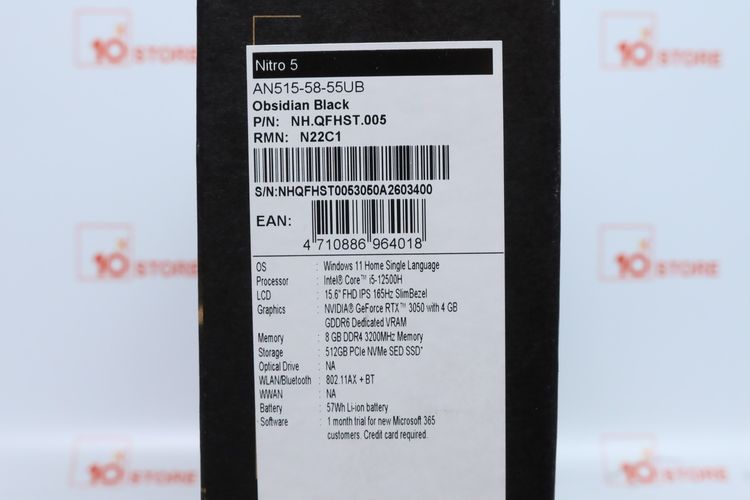 Nitro 5
AN515-58-55UB
Obsidian Black
P/N: NH.QFHST.005
RMN: N22C1
S/N:NHQFHST0053050A2603400
EAN:
4 710886 964018
OS : Windows 11 Home Single Language
Processor : Intel® Core™ i5-12500H
LCD : 15.6" FHD IPS 165Hz SlimBezel
Graphics : NVIDIA® GeForce RTX™ 3050 with 4 GB
GDDR6 Dedicated VRAM
Memory : 8 GB DDR4 3200MHz Memory
Storage : 512GB PCIe NVMe SED SSD*
Optical Drive : NA
WLAN/Bluetooth : 802.11AX + BT
WWAN : NA
Battery : 57Wh Li-ion battery
Software : 1 month trial for new Microsoft 365
customers. Credit card required.
10 STORE
10 STORE
10 STORE
10 STORE
10 STORE
10 STORE